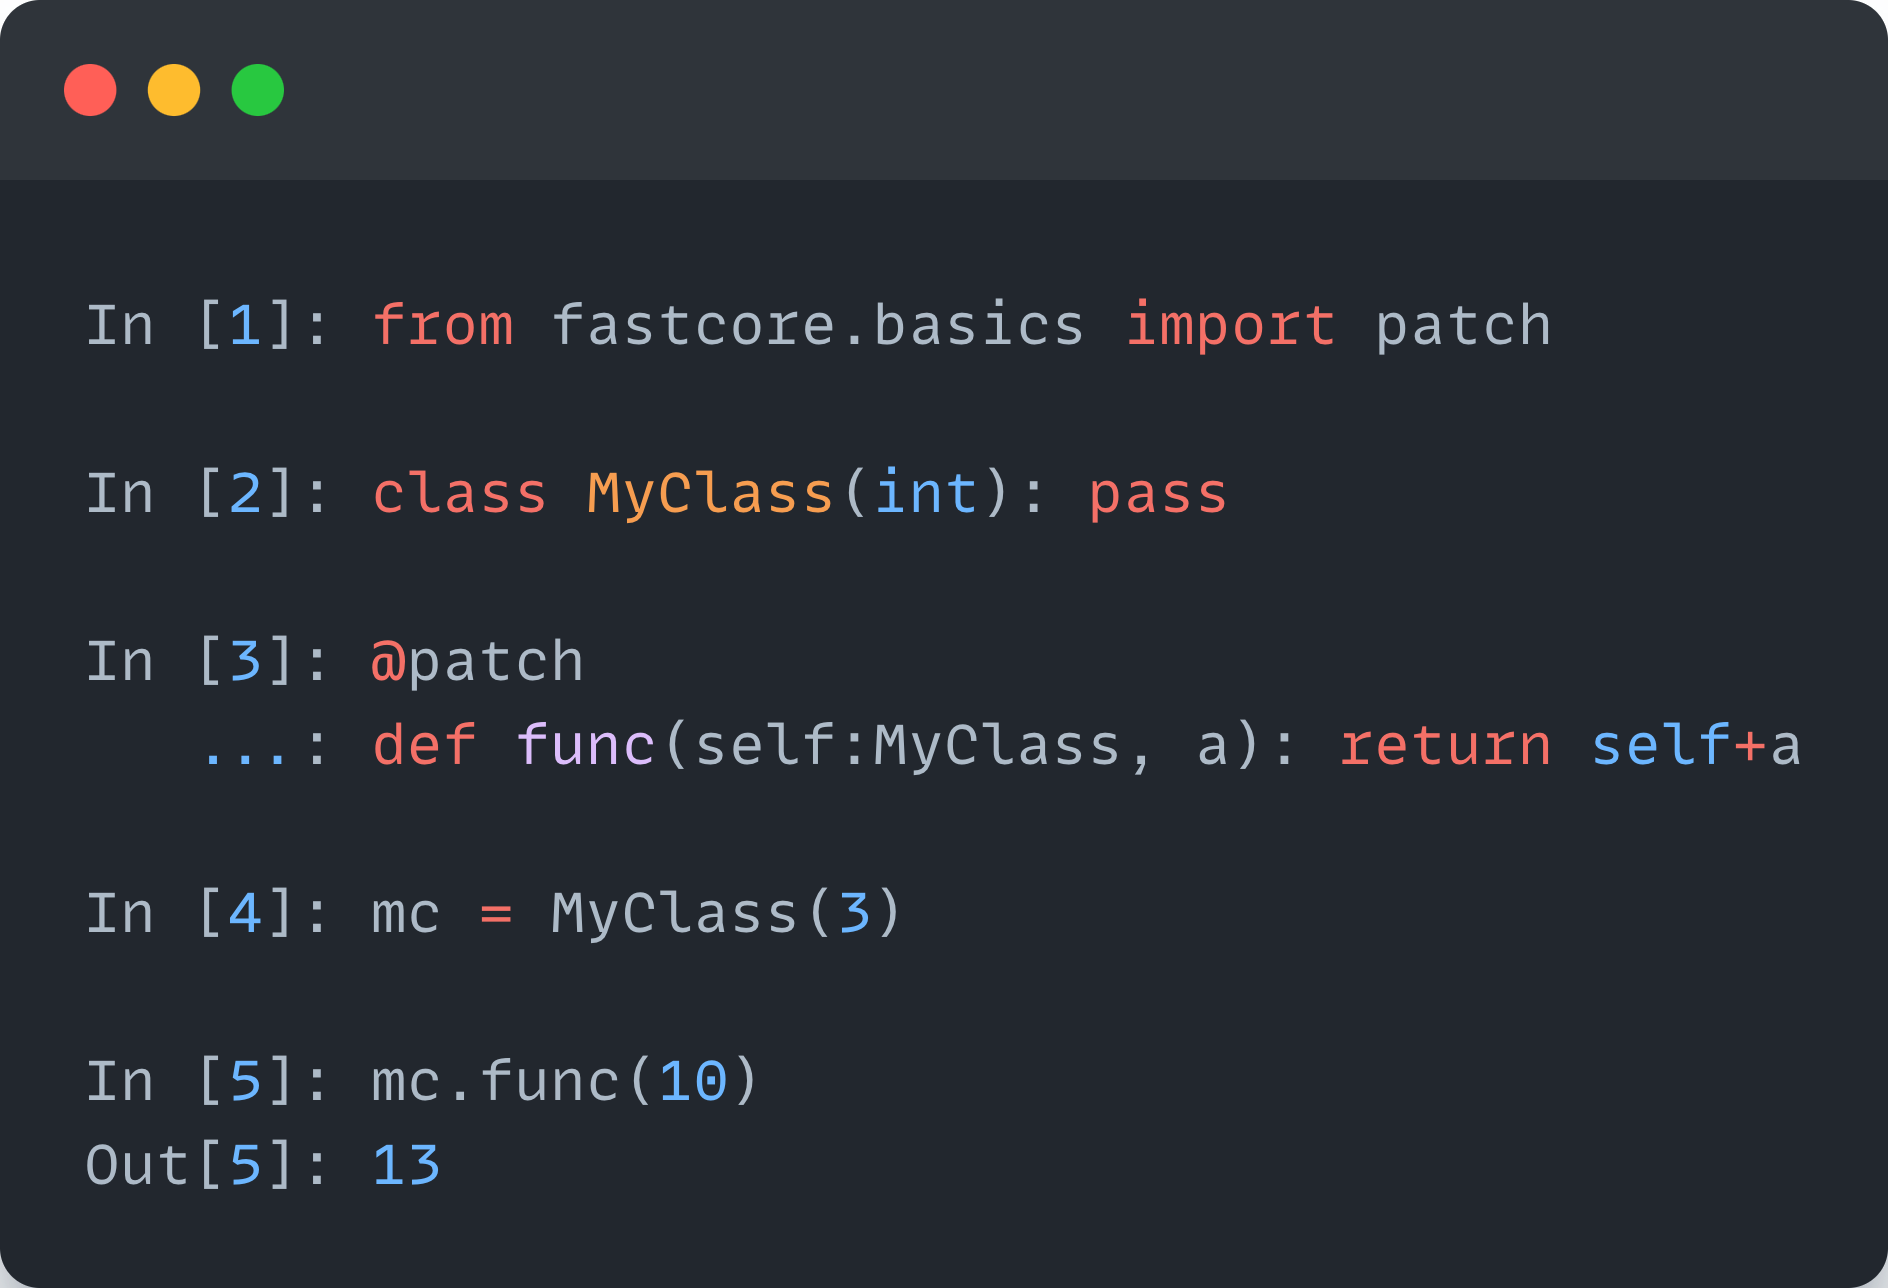 In [1]: from fastcore.basics import patch
In [2]: class MyClass(int): pass
In [3]: @patch
   ...: def func(self:MyClass, a): return self+a
In [4]: mc = MyClass(3)
In [5]: mc.func(10)
Out[5]: 13